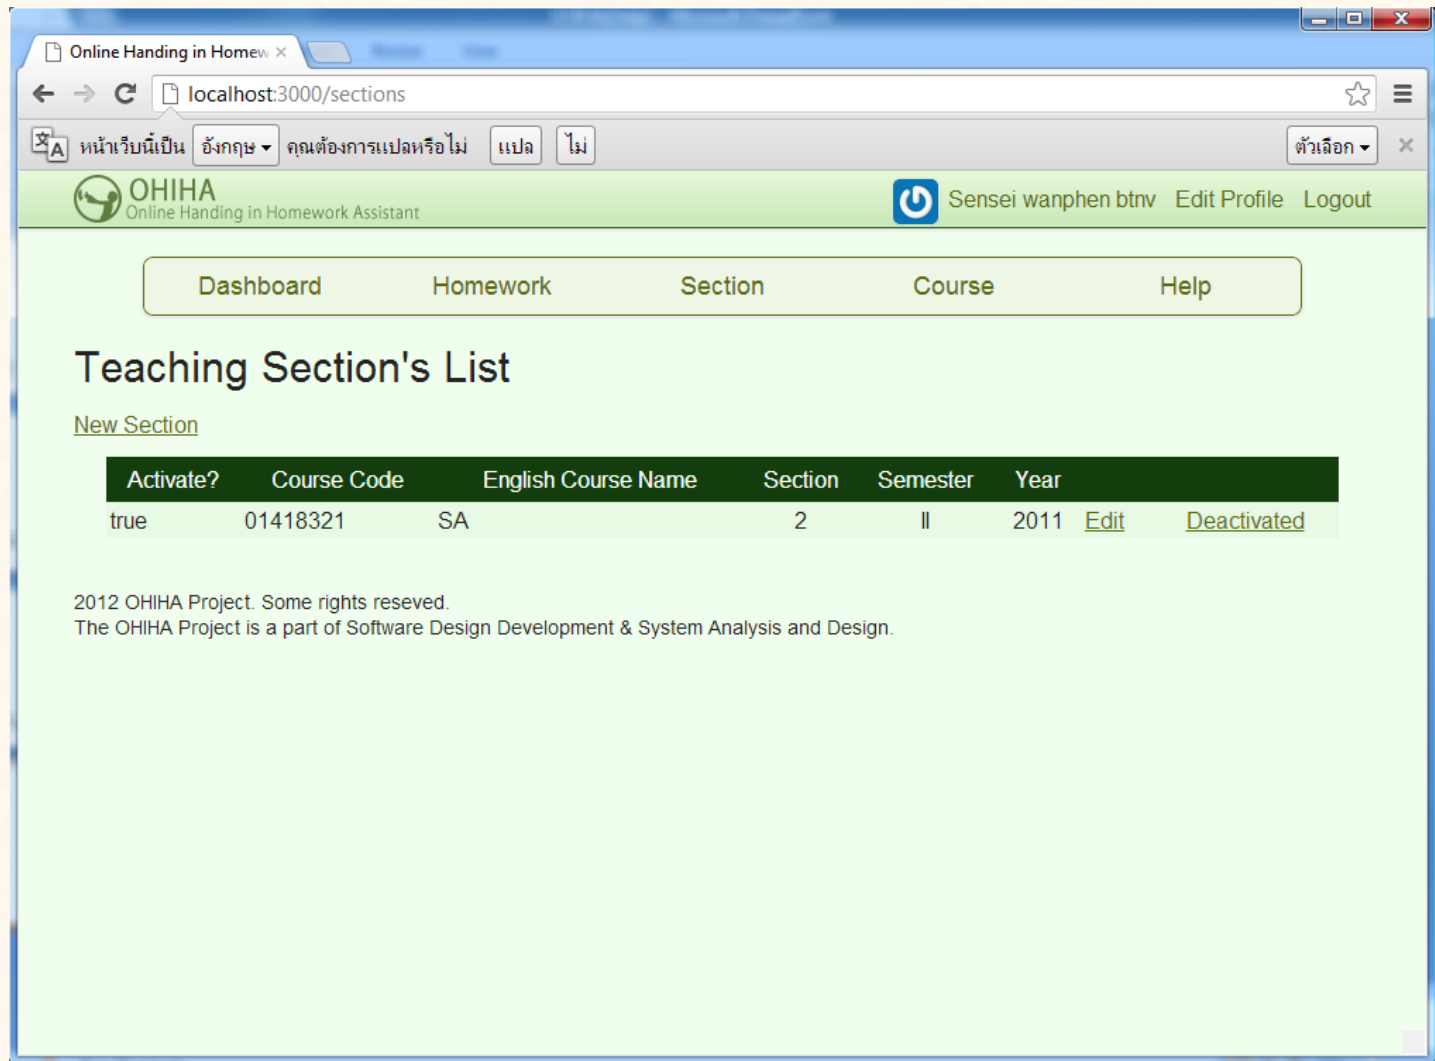 Online Handing in Homew
localhost:3000/sections
หน้าเว็บนี้เป็น อังกฤษ คุณต้องการแปลหรือไม่ แปล ไม่ ตัวเลือก
OHIHA
Online Handing in Homework Assistant
Sensei wanphen btnv Edit Profile Logout
Dashboard Homework Section Course Help
Teaching Section's List
New Section
Activate? Course Code English Course Name Section Semester Year
true 01418321 SA 2 II 2011 Edit Deactivated
2012 OHIHA Project. Some rights reseved.
The OHIHA Project is a part of Software Design Development & System Analysis and Design.